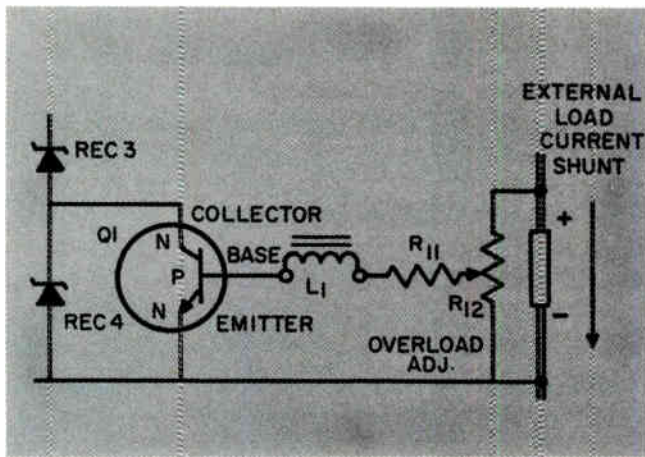 EXTERNAL
LOAD
CURRENT
SHUNT
REC 3
COLLECTOR
Q1
N
BASE
P
N
EMITTER
REC 4
L1
R11
R12
OVERLOAD
ADJ.
+
−